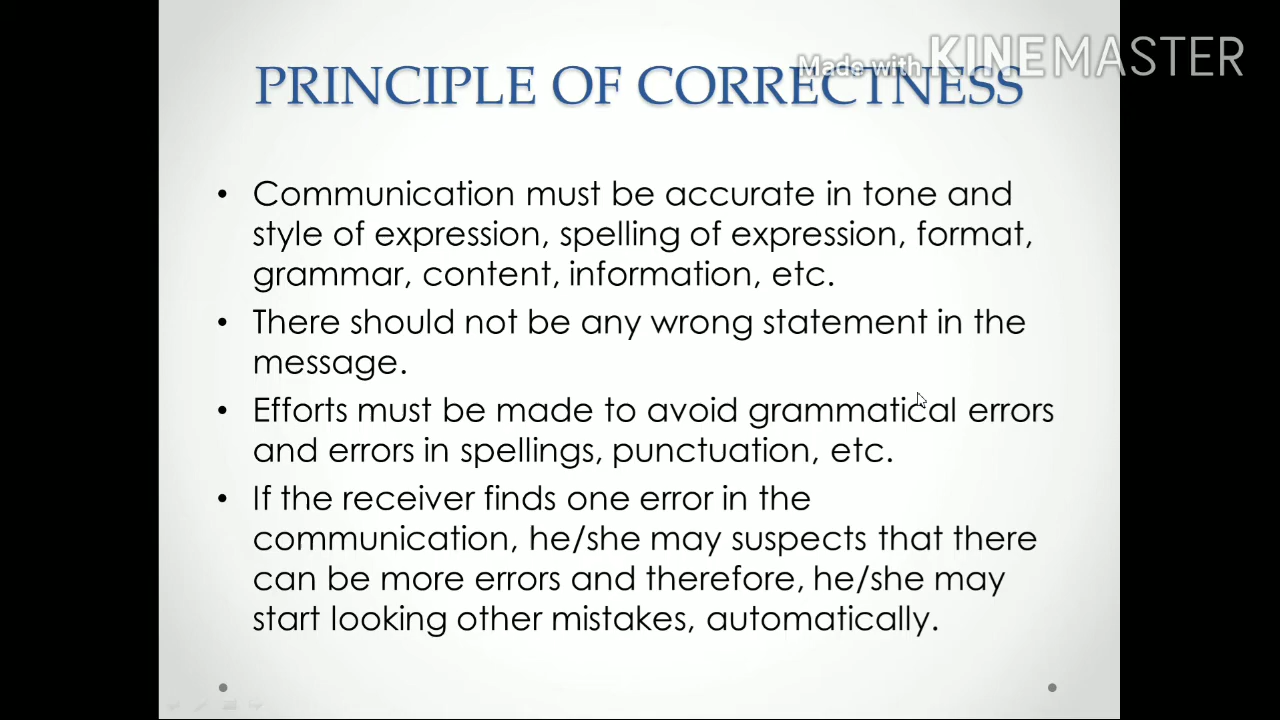 Made with KINEMASTER
PRINCIPLE OF CORRECTNESS
• Communication must be accurate in tone and
style of expression, spelling of expression, format,
grammar, content, information, etc.
• There should not be any wrong statement in the
message.
• Efforts must be made to avoid grammatical errors
and errors in spellings, punctuation, etc.
• If the receiver finds one error in the
communication, he/she may suspects that there
can be more errors and therefore, he/she may
start looking other mistakes, automatically.